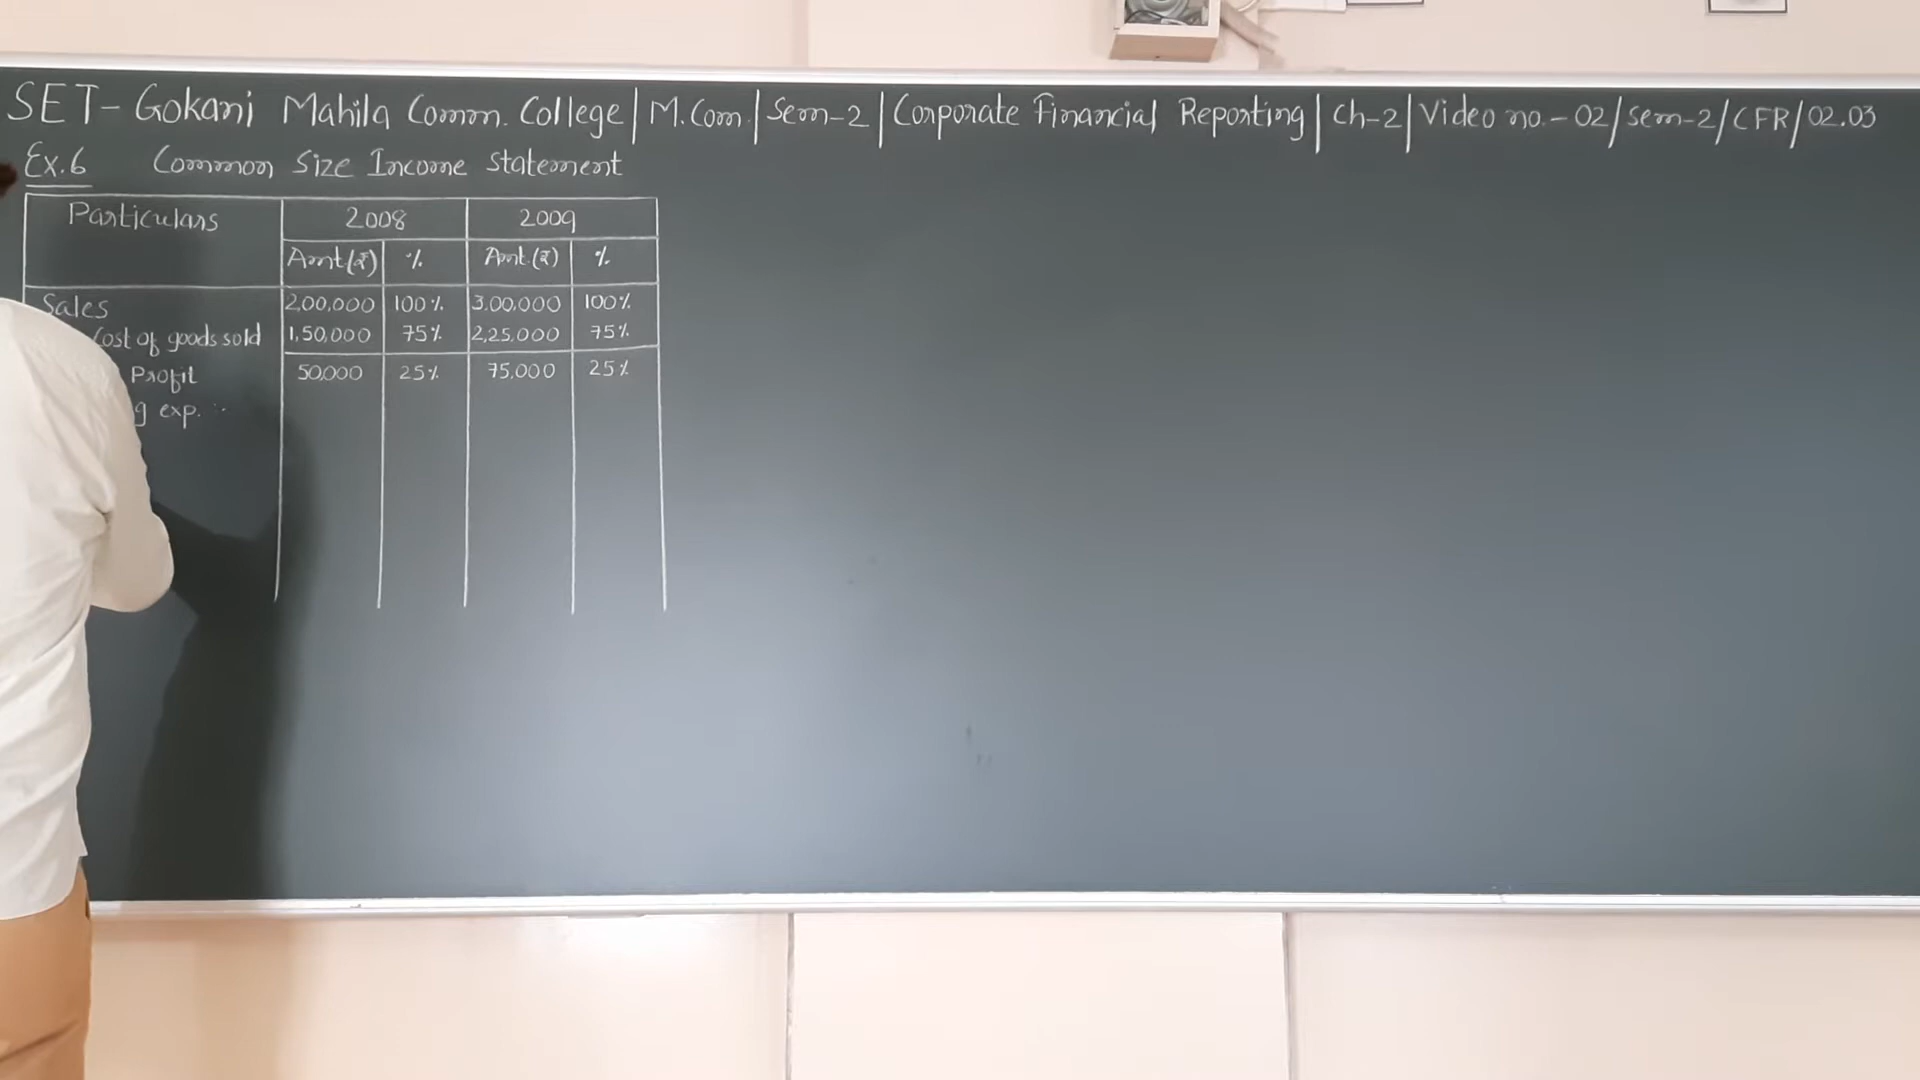 SET- Gokani Mahila Comm. College | M.Com. | Sem-2 | Corporate Financial Reporting | Ch-2 | Video no.- 02/sem-2/CFR/02.03
Ex.6 Common Size Income Statement
Particulars 2008 2009
Amt.(₹) % Amt.(₹) %
Sales 2,00,000 100% 3,00,000 100%
Cost of goods sold 1,50,000 75% 2,25,000 75%
Profit 50,000 25% 75,000 25%
exp. :-